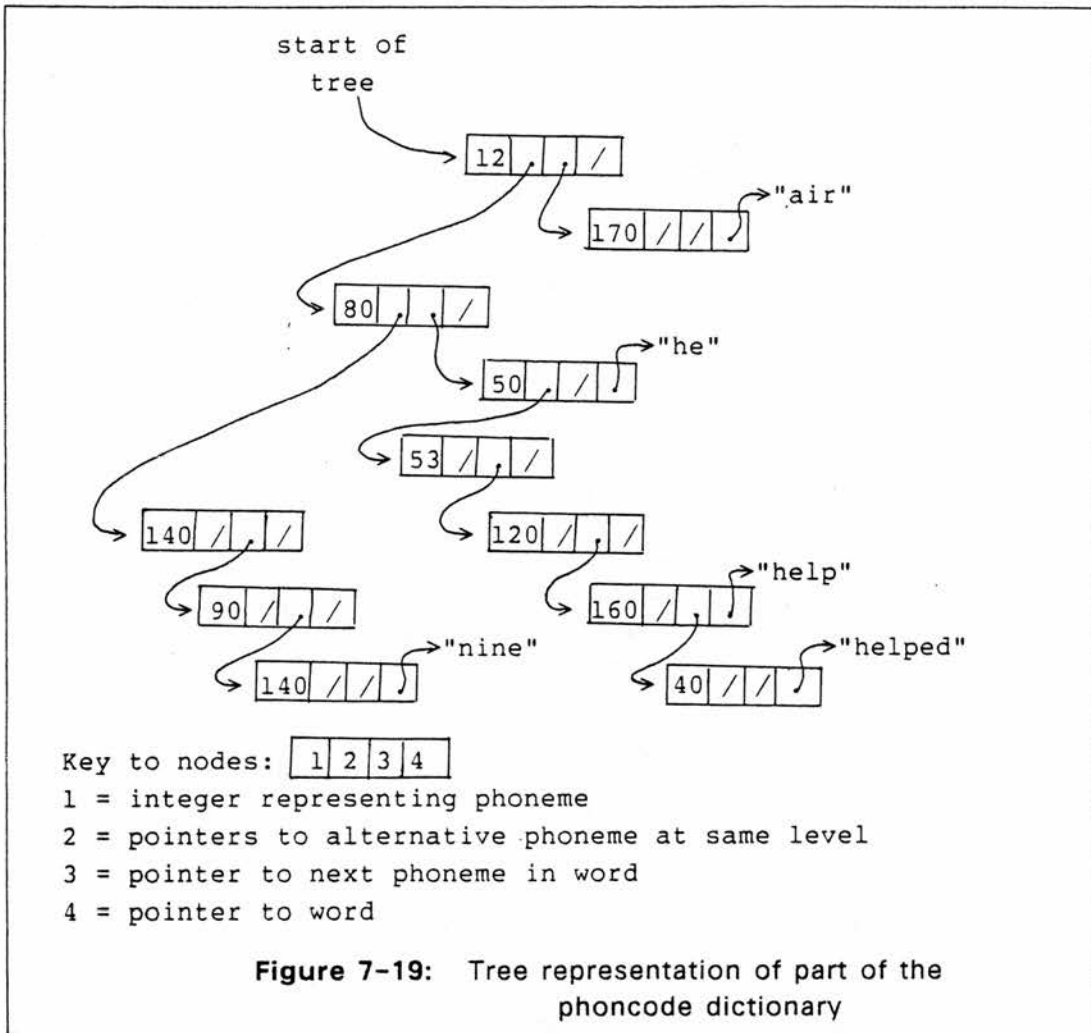 start of
tree
12 /
"air"
170 / /
80 /
"he"
50 /
53 / /
140 / /
120 / /
"help"
90 / /
160 /
"nine"
"helped"
140 / /
40 / /
Key to nodes: 1 2 3 4
1 = integer representing phoneme
2 = pointers to alternative phoneme at same level
3 = pointer to next phoneme in word
4 = pointer to word
Figure 7-19: Tree representation of part of the
phoncode dictionary